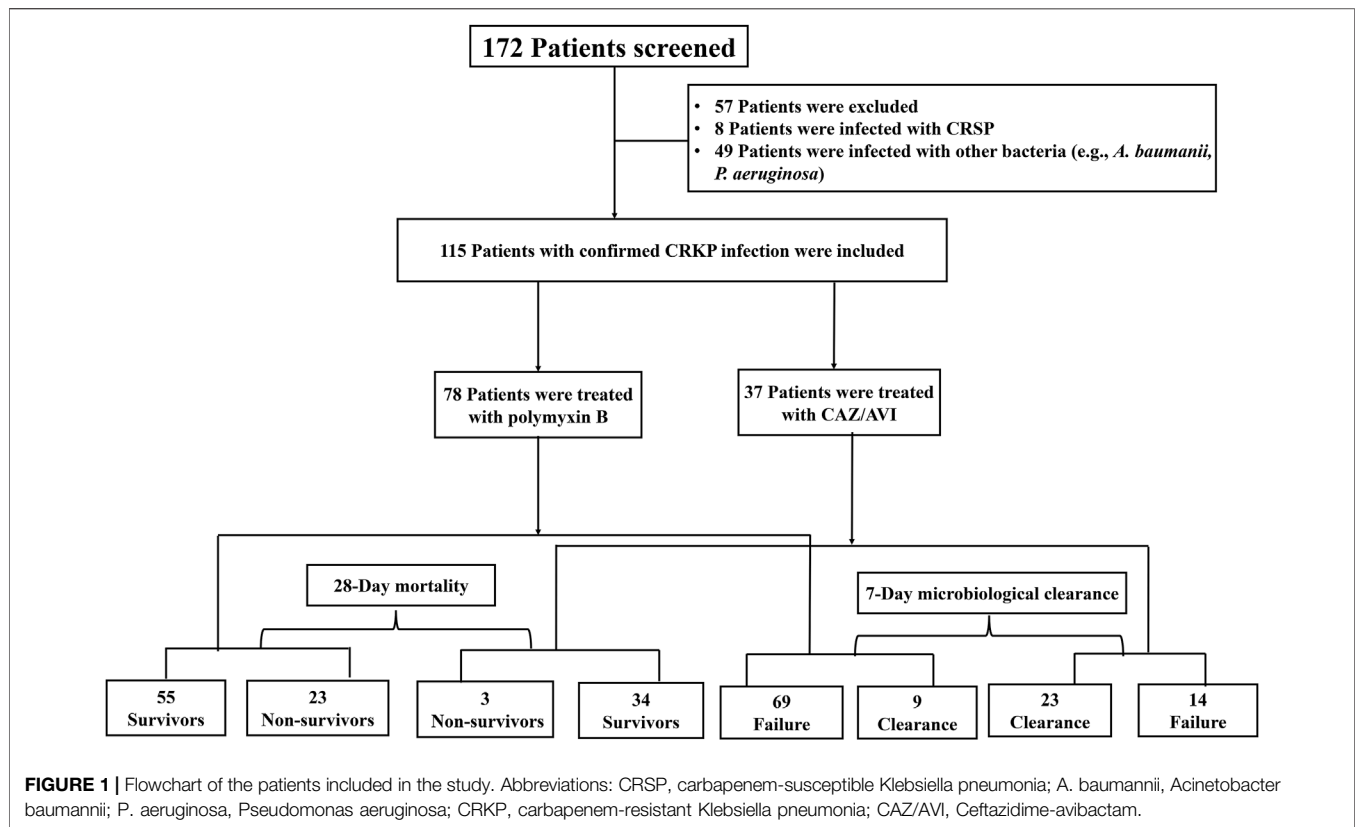 172 Patients screened
• 57 Patients were excluded
• 8 Patients were infected with CRSP
• 49 Patients were infected with other bacteria (e.g., A. baumanii,
P. aeruginosa)
115 Patients with confirmed CRKP infection were included
78 Patients were treated
with polymyxin B
37 Patients were treated
with CAZ/AVI
28-Day mortality
7-Day microbiological clearance
55
Survivors
23
Non-survivors
3
Non-survivors
34
Survivors
69
Failure
9
Clearance
23
Clearance
14
Failure
FIGURE 1 | Flowchart of the patients included in the study. Abbreviations: CRSP, carbapenem-susceptible Klebsiella pneumonia; A. baumannii, Acinetobacter
baumannii; P. aeruginosa, Pseudomonas aeruginosa; CRKP, carbapenem-resistant Klebsiella pneumonia; CAZ/AVI, Ceftazidime-avibactam.